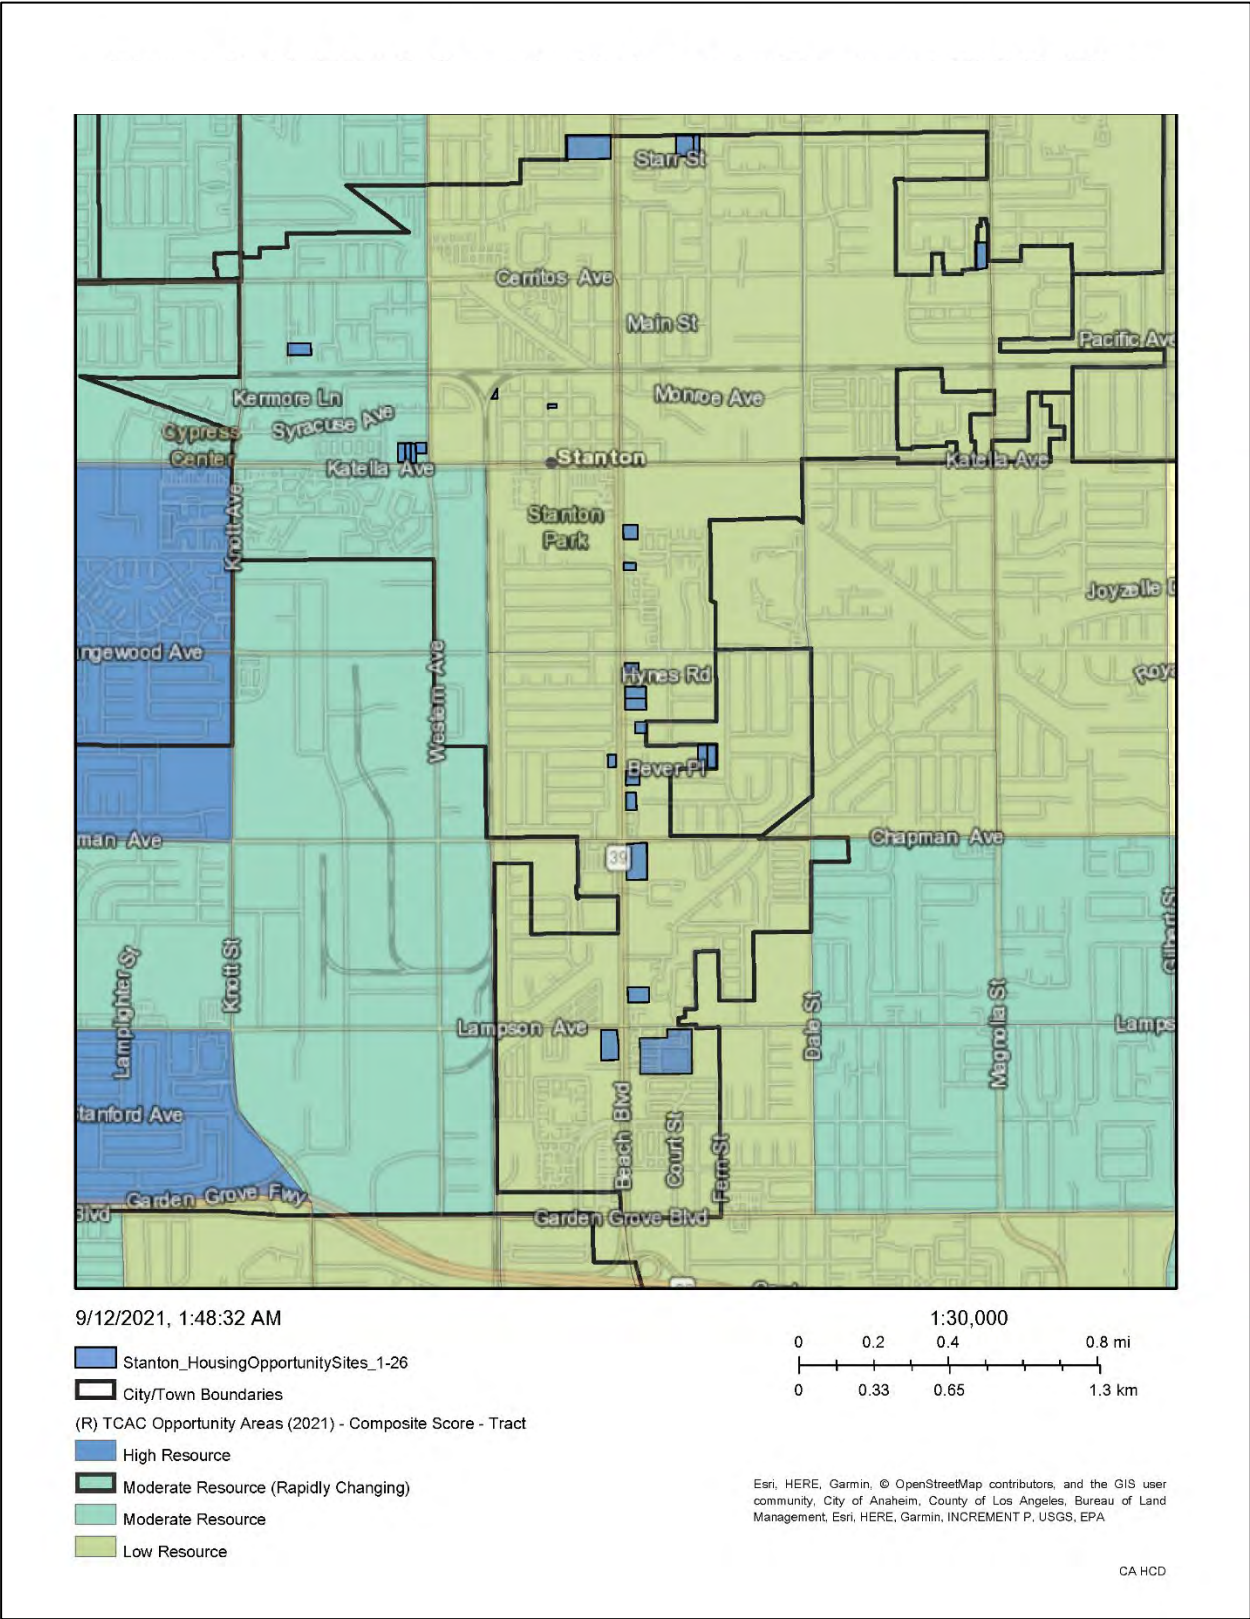 Starr St
Cerritos Ave
Main St
Pacific Ave
Kermore Ln
Monroe Ave
Syracuse Ave
Cypress
Center
Katella Ave
Stanton
Katella Ave
Knott Ave
Stanton
Park
Joyzelle D
ngewood Ave
Western Ave
Hynes Rd
Roya
Bever Pl
man Ave
39
Chapman Ave
Gilbert St
Lamplighter St
Knott St
Lampson Ave
Dale St
Magnolia St
Lamps
tanford Ave
Beach Blvd
Court St
Fern St
Garden Grove Fwy
Blvd
Garden Grove Blvd
9/12/2021, 1:48:32 AM
1:30,000
0 0.2 0.4 0.8 mi
0 0.33 0.65 1.3 km
Stanton_HousingOpportunitySites_1-26
City/Town Boundaries
(R) TCAC Opportunity Areas (2021) - Composite Score - Tract
High Resource
Moderate Resource (Rapidly Changing)
Moderate Resource
Low Resource
Esri, HERE, Garmin, © OpenStreetMap contributors, and the GIS user
community, City of Anaheim, County of Los Angeles, Bureau of Land
Management, Esri, HERE, Garmin, INCREMENT P, USGS, EPA
CA HCD